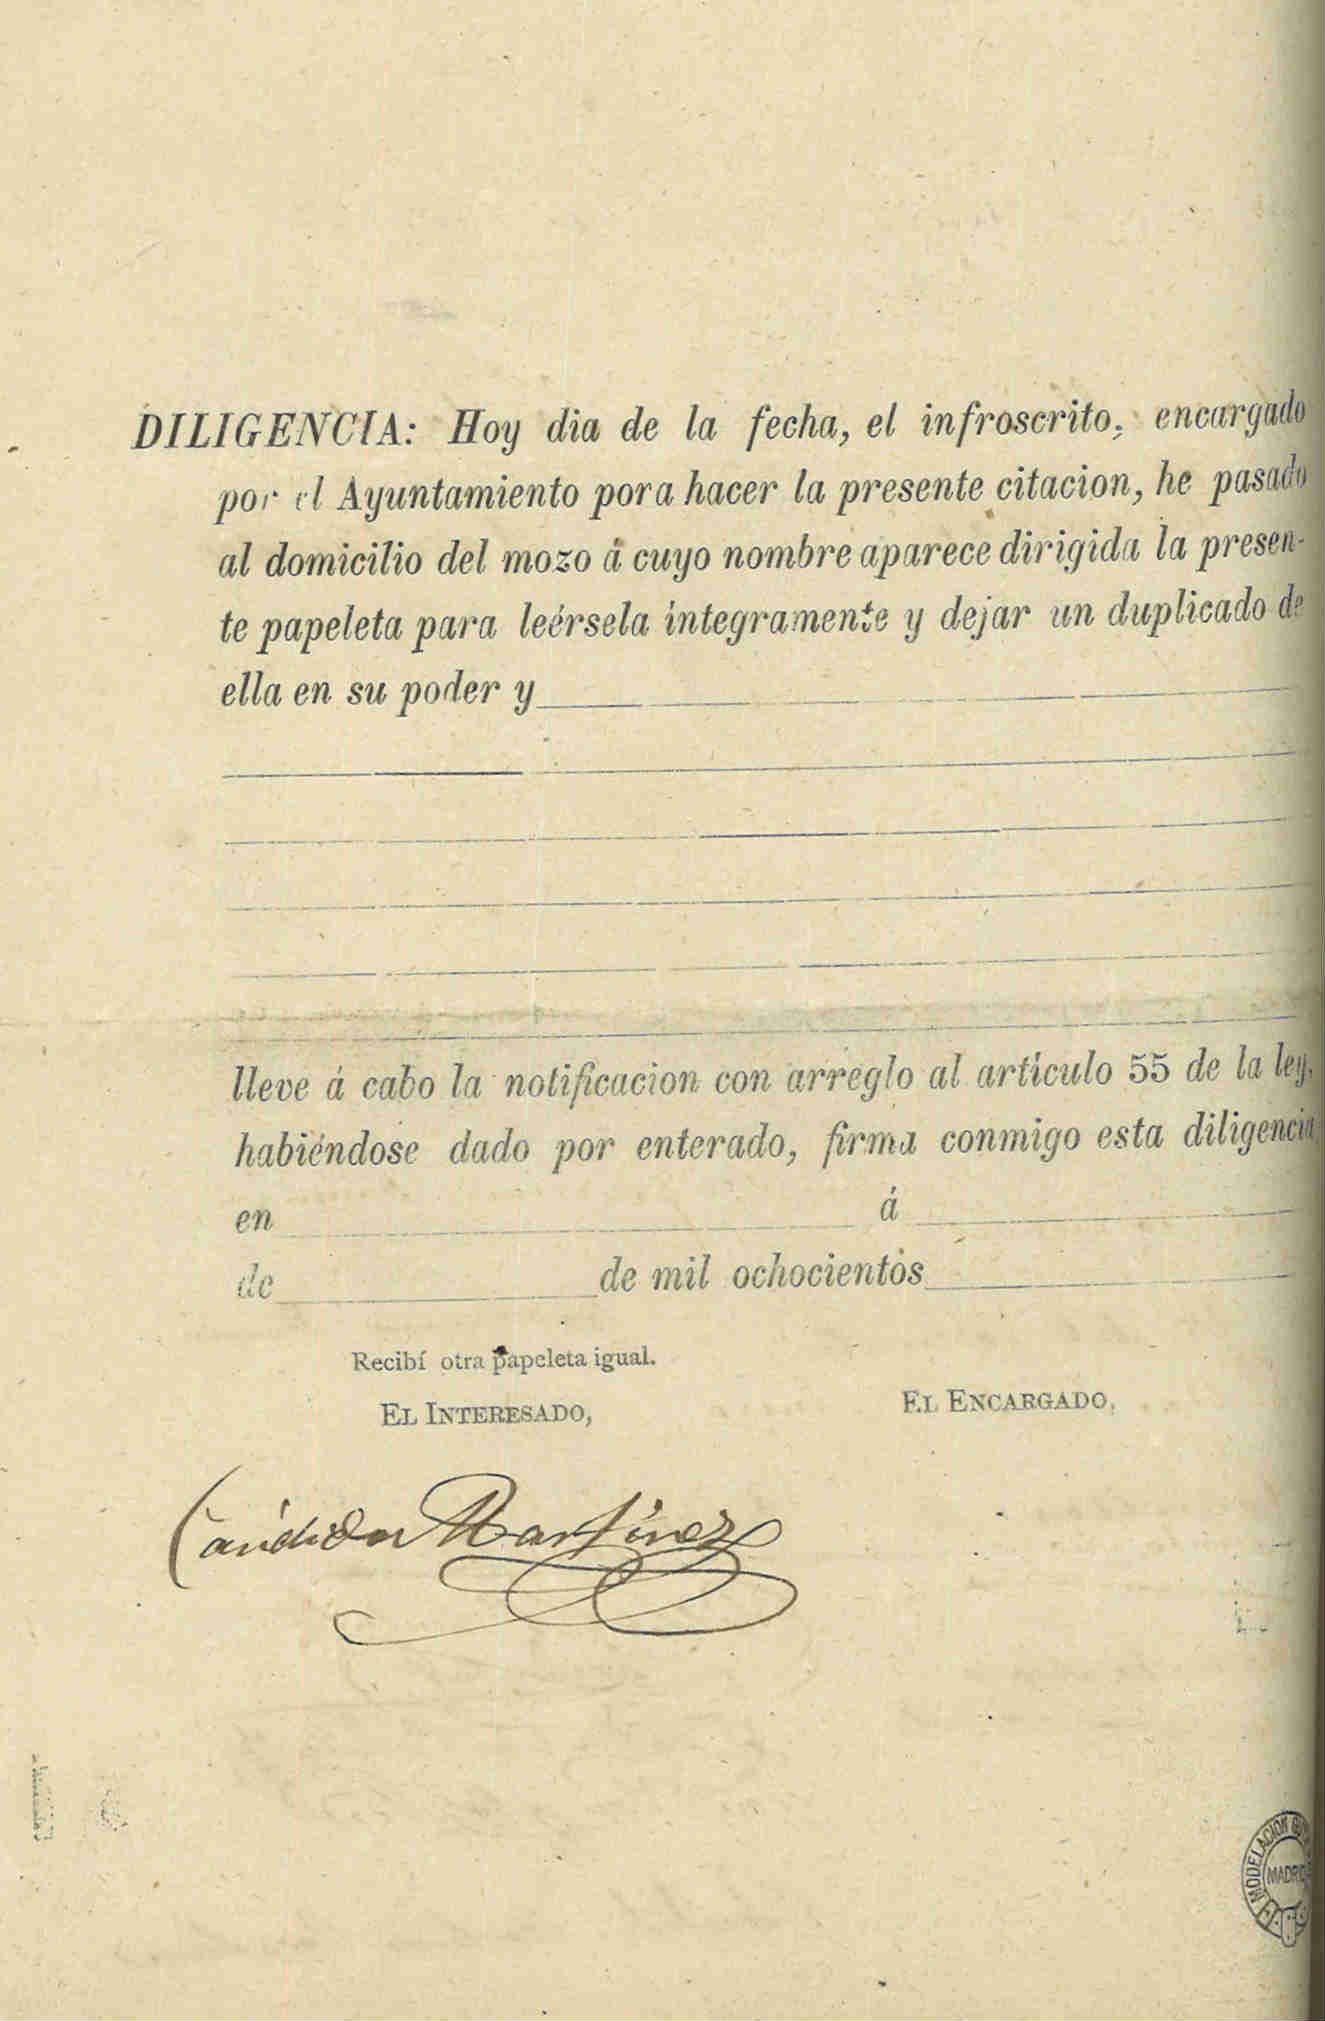 DILIGENCIA: Hoy dia de la fecha, el infroscrito, encargado
por el Ayuntamiento pora hacer la presente citacion, he pasado
al domicilio del mozo á cuyo nombre aparece dirigida la presen-
te papeleta para leérsela íntegramente y dejar un duplicado de
ella en su poder y
lleve á cabo la notificacion con arreglo al artículo 55 de la ley,
habiéndose dado por enterado, firma conmigo esta diligencia
en á
de de mil ochocientos
Recibí otra papeleta igual.
EL INTERESADO,
EL ENCARGADO,
Cándido Martínez
MODELACION
MADRID